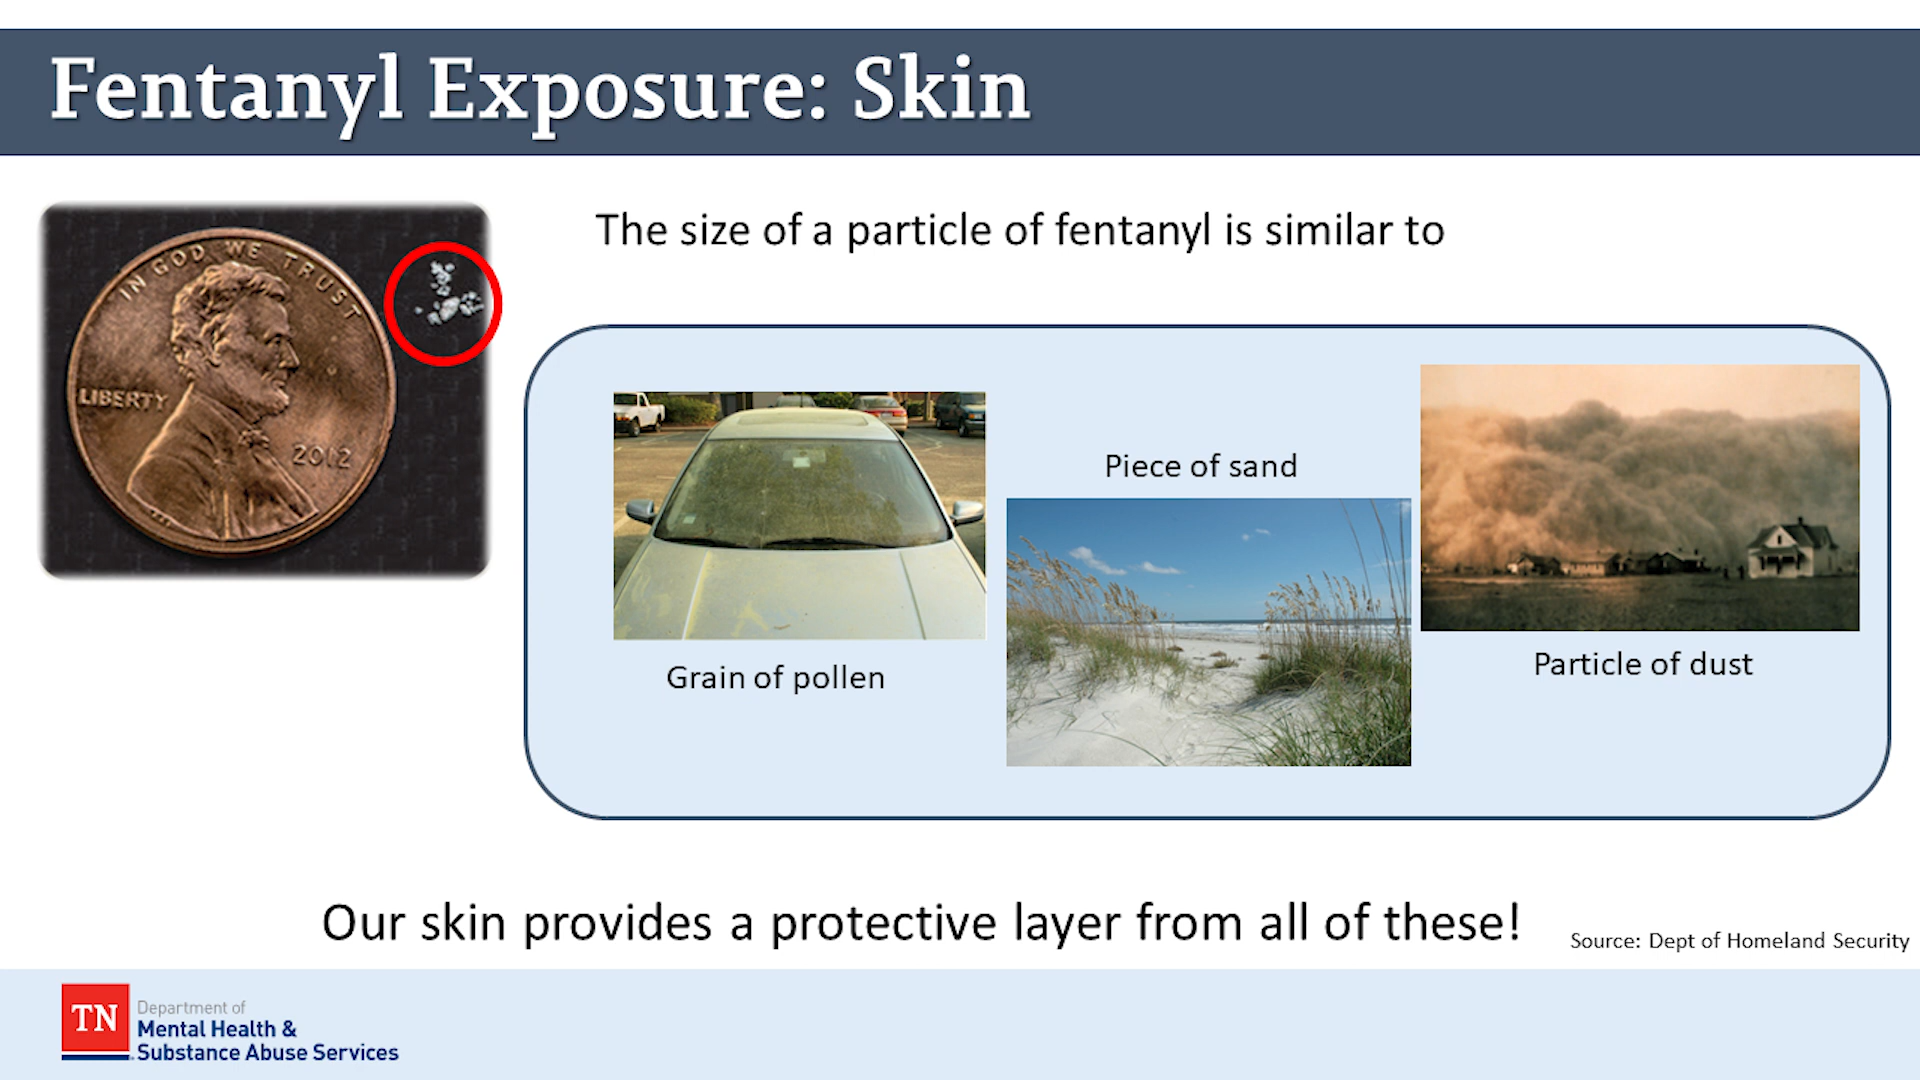 Fentanyl Exposure: Skin
IN GOD WE TRUST
LIBERTY
2012
The size of a particle of fentanyl is similar to
Grain of pollen
Piece of sand
Particle of dust
Our skin provides a protective layer from all of these!
Source: Dept of Homeland Security
TN
Department of
Mental Health &
Substance Abuse Services